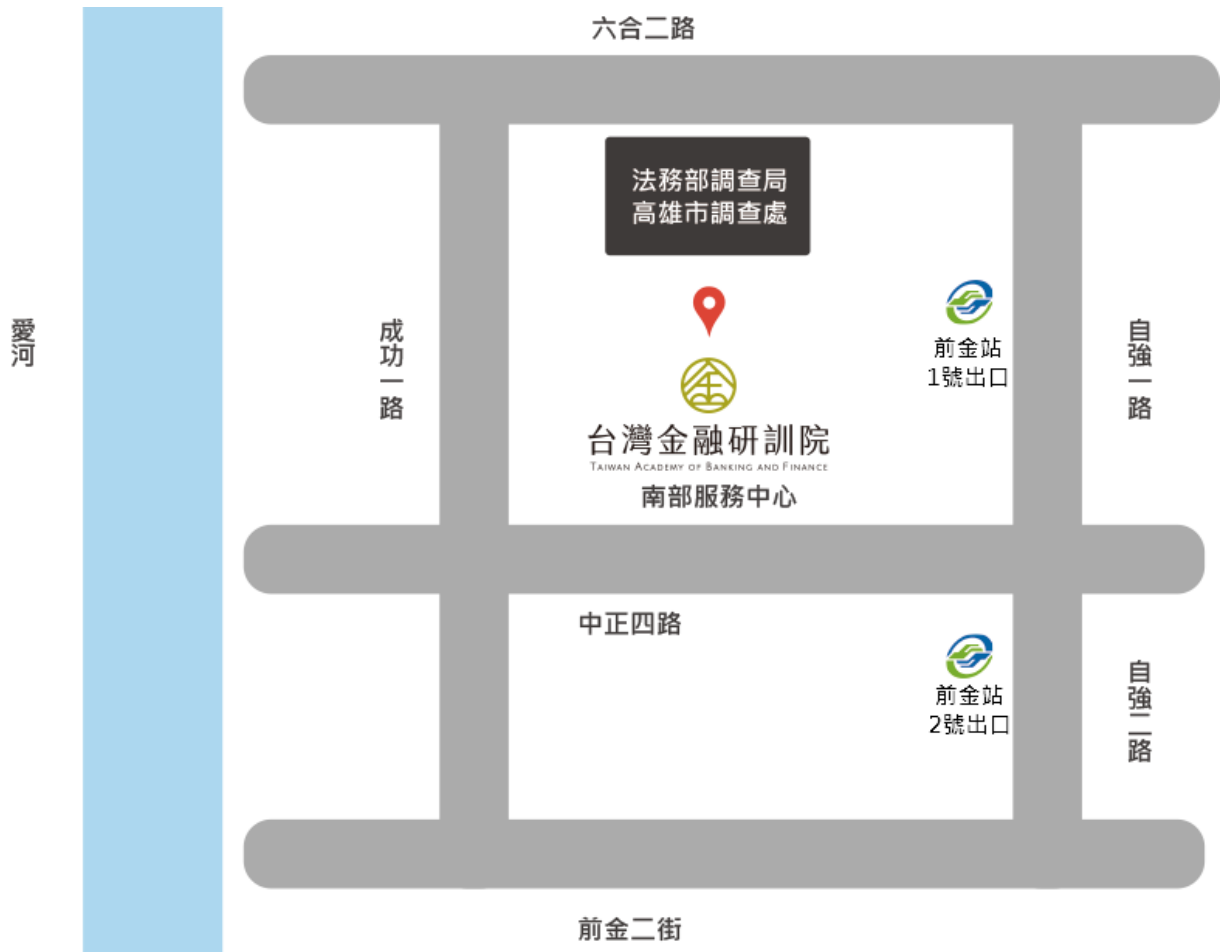 六合二路
法務部調查局
高雄市調查處
愛河
成功一路
前金站
1號出口
自強一路
台灣金融研訓院
TAIWAN ACADEMY OF BANKING AND FINANCE
南部服務中心
中正四路
前金站
2號出口
自強二路
前金二街